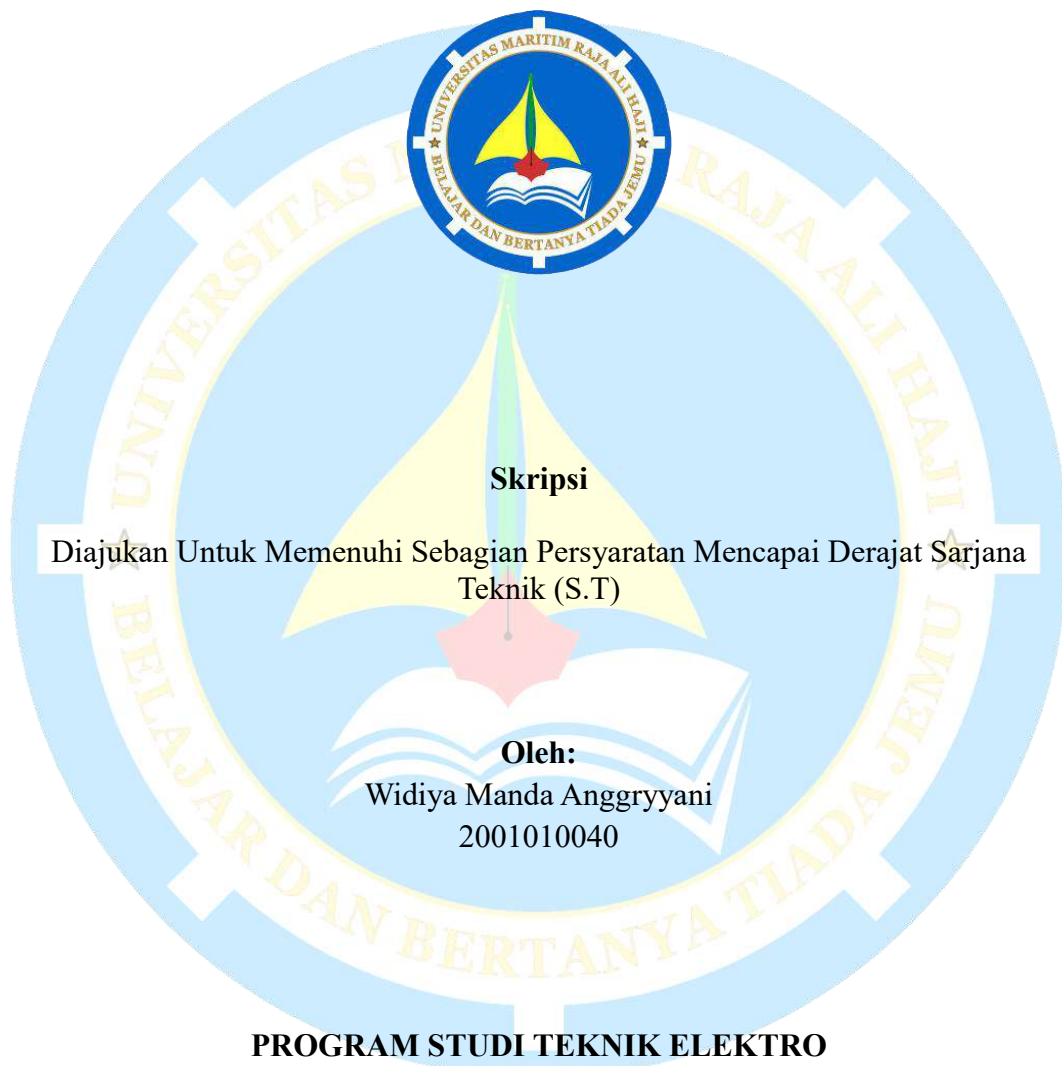 UNIVERSITAS MARITIM RAJA ALI HAJI
BELAJAR DAN BERTANYA TIADA JEMU
Skripsi
Diajukan Untuk Memenuhi Sebagian Persyaratan Mencapai Derajat Sarjana
Teknik (S.T)
Oleh:
Widiya Manda Anggryyani
2001010040
PROGRAM STUDI TEKNIK ELEKTRO